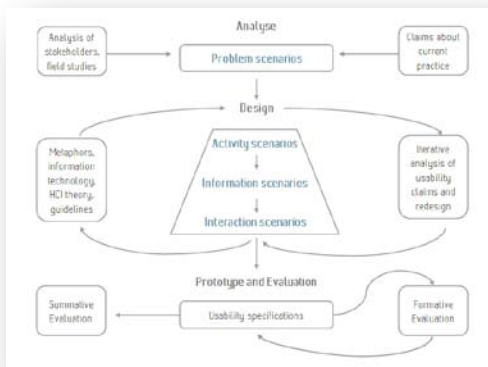 Analyse
Analysis of
stakeholders,
field studies
Problem scenarios
Claims about
current
practice
Design
Metaphors,
information
technology,
HCI theory,
guidelines
Activity scenarios
Information scenarios
Interaction scenarios
Iterative
analysis of
usability
claims and
redesign
Prototype and Evaluation
Summative
Evaluation
Usability specifications
Formative
Evaluation